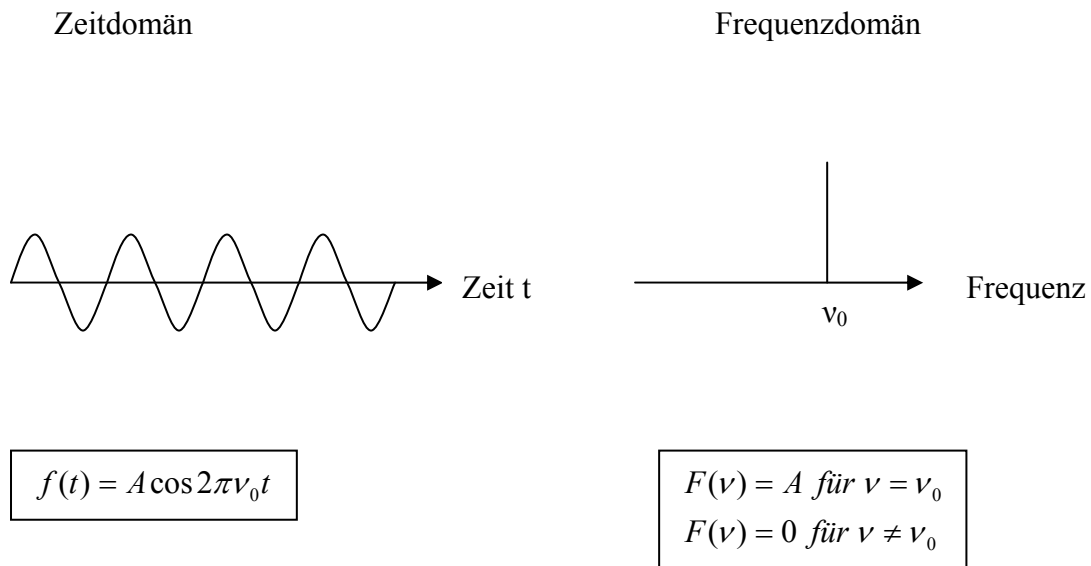 Zeitdomän
Frequenzdomän
Zeit t
Frequenz
ν₀
f(t) = A cos 2πν₀t
F(ν) = A für ν = ν₀
F(ν) = 0 für ν ≠ ν₀